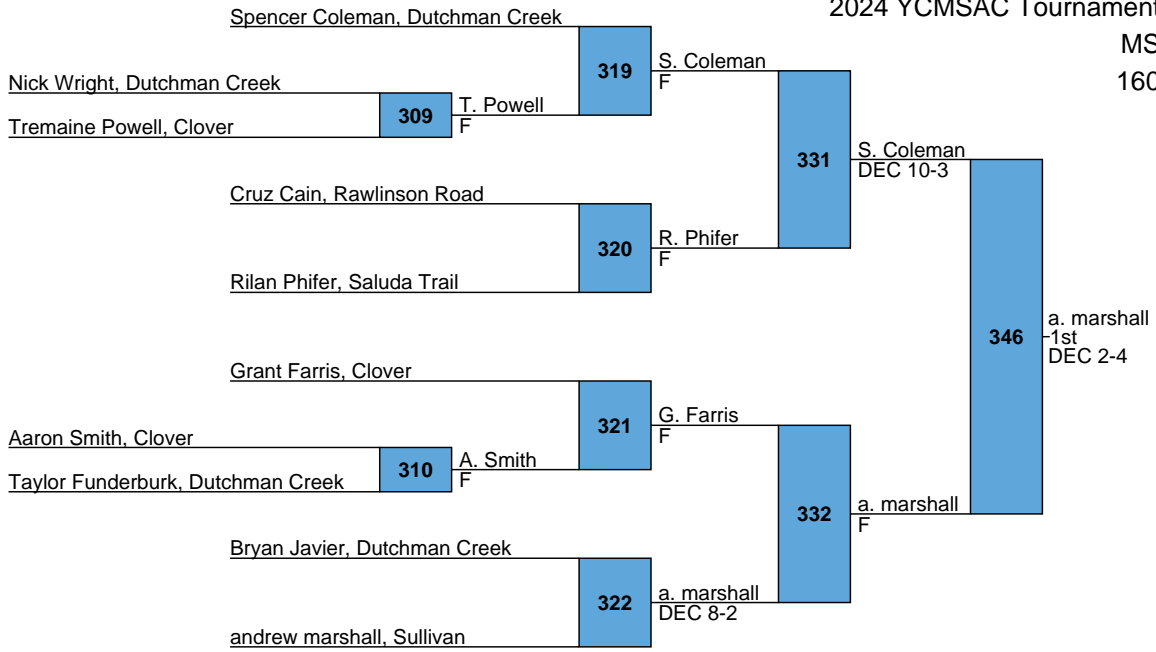 2024 YCMSAC Tournament
MS
160
Spencer Coleman, Dutchman Creek
319
S. Coleman
F
Nick Wright, Dutchman Creek
309
T. Powell
F
Tremaine Powell, Clover
331
S. Coleman
DEC 10-3
Cruz Cain, Rawlinson Road
320
R. Phifer
F
Rilan Phifer, Saluda Trail
346
a. marshall
1st
DEC 2-4
Grant Farris, Clover
321
G. Farris
F
Aaron Smith, Clover
310
A. Smith
F
Taylor Funderburk, Dutchman Creek
332
a. marshall
F
Bryan Javier, Dutchman Creek
322
a. marshall
DEC 8-2
andrew marshall, Sullivan